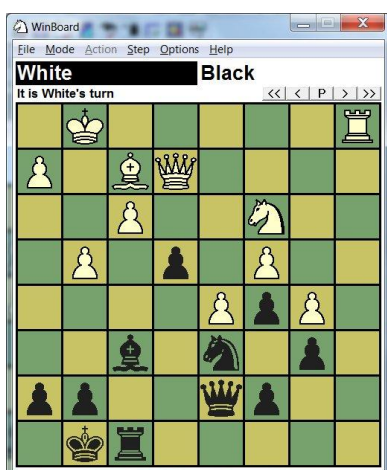 WinBoard
File Mode Action Step Options Help
White Black
It is White's turn << < P > >>